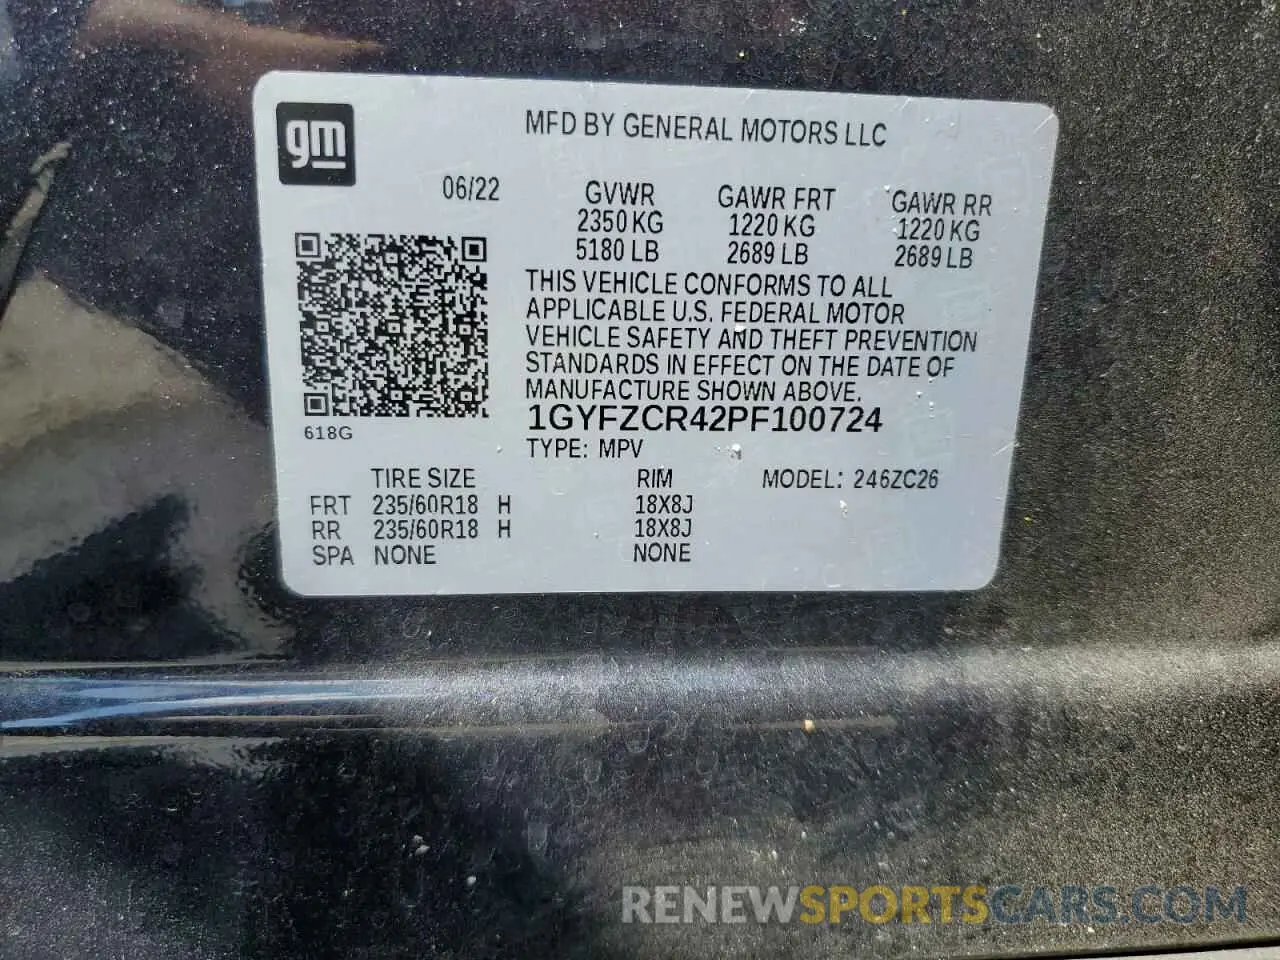 gm
MFD BY GENERAL MOTORS LLC
06/22 GVWR GAWR FRT GAWR RR
2350 KG 1220 KG 1220 KG
5180 LB 2689 LB 2689 LB
THIS VEHICLE CONFORMS TO ALL
APPLICABLE U.S. FEDERAL MOTOR
VEHICLE SAFETY AND THEFT PREVENTION
STANDARDS IN EFFECT ON THE DATE OF
MANUFACTURE SHOWN ABOVE.
1GYFZCR42PF100724
618G
TYPE: MPV
TIRE SIZE RIM MODEL: 246ZC26
FRT 235/60R18 H 18X8J
RR 235/60R18 H 18X8J
SPA NONE NONE
RENEWSPORTSCARS.COM